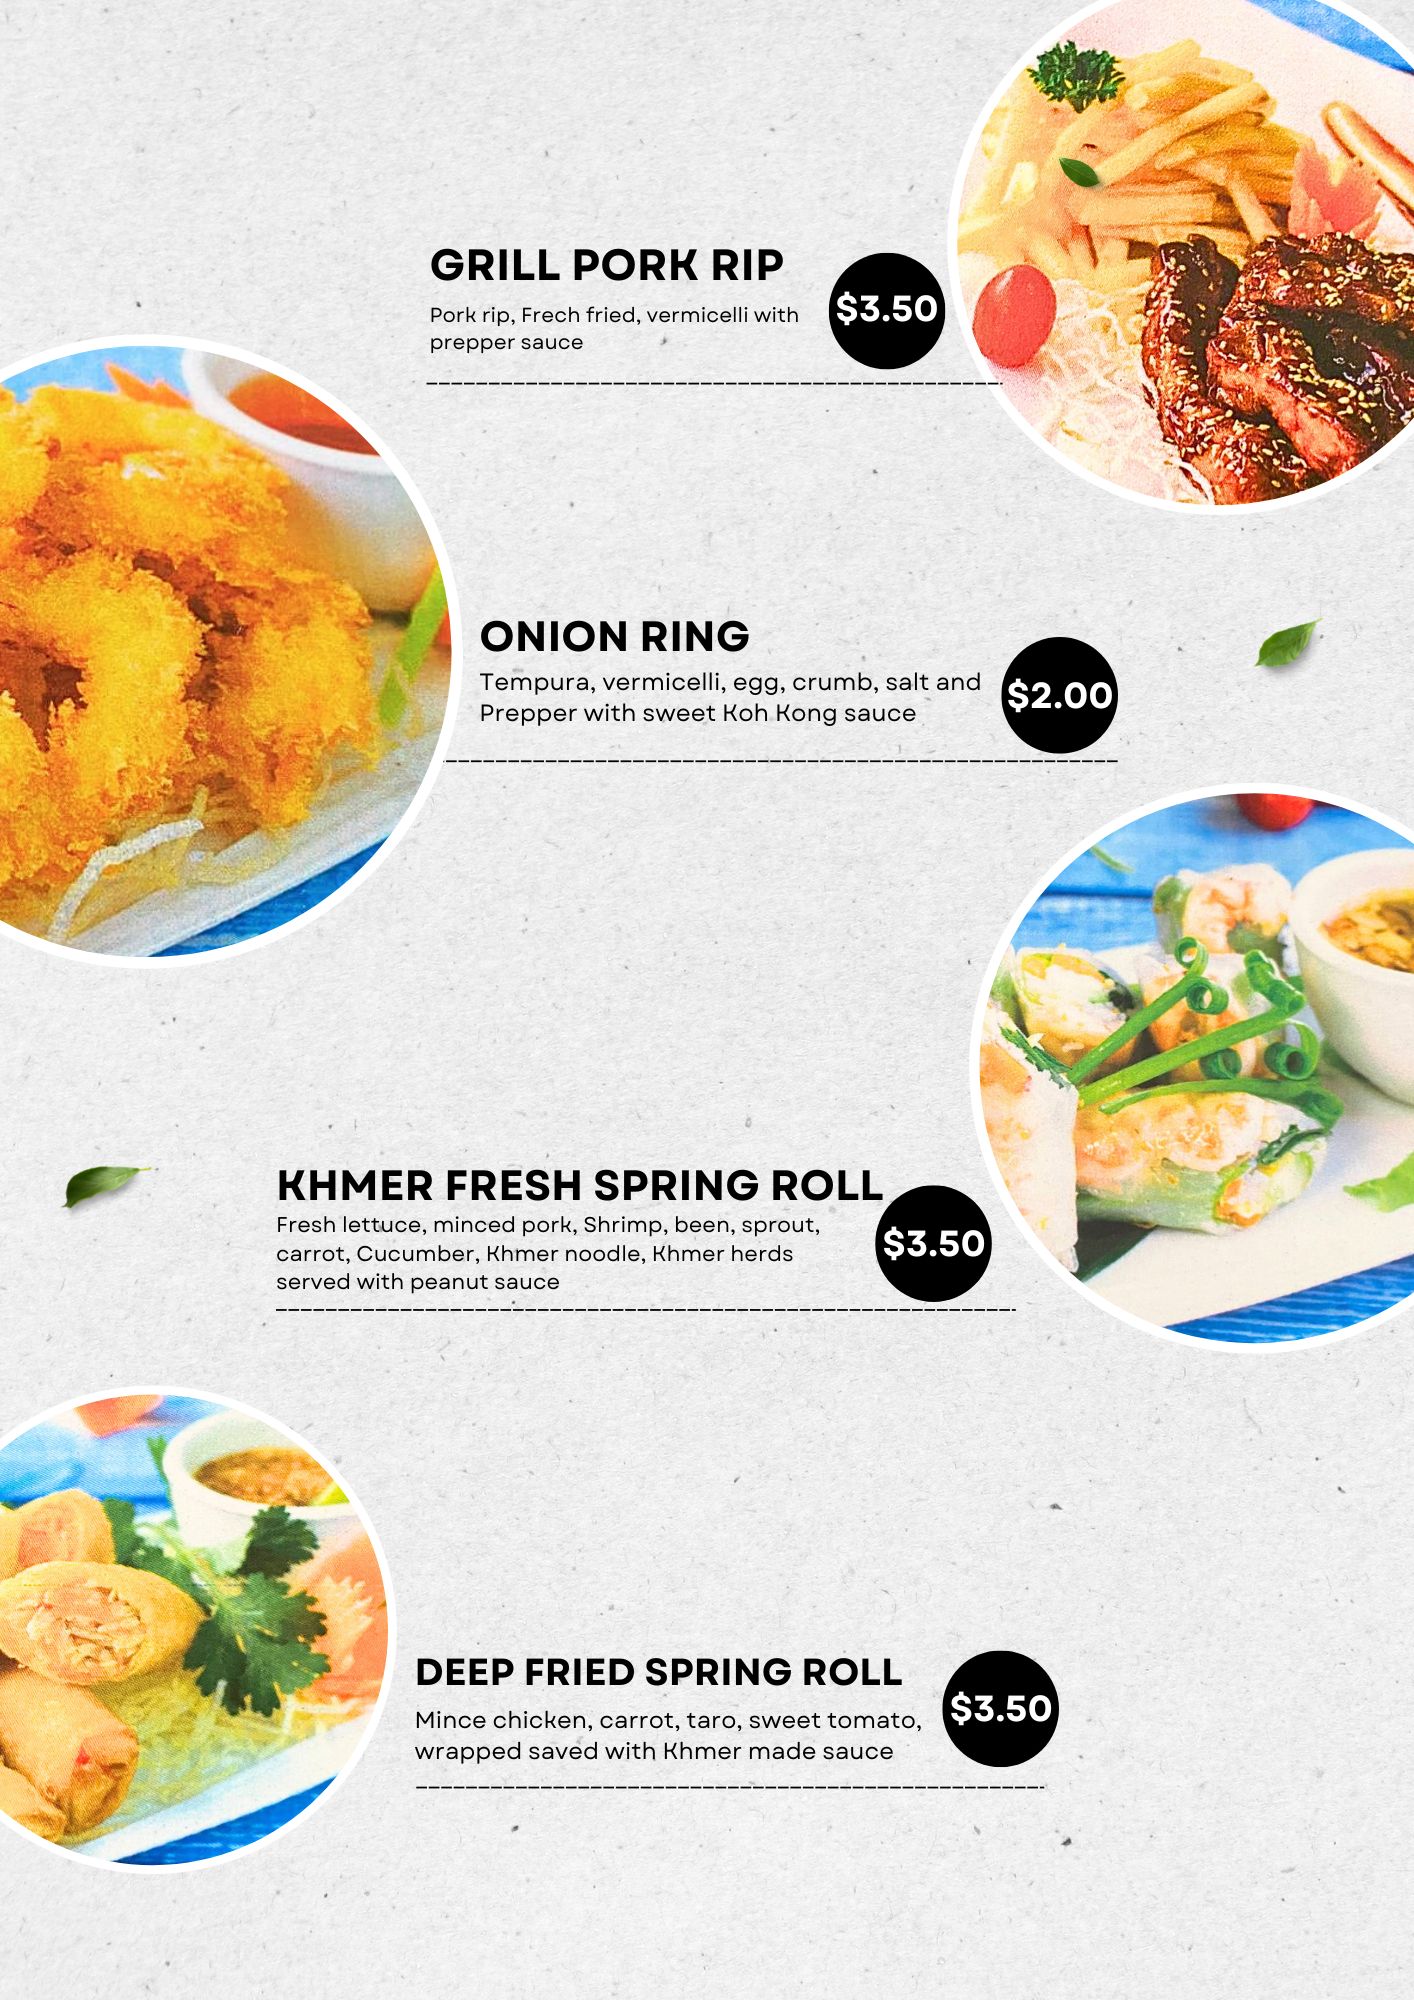 GRILL PORK RIP
Pork rip, Frech fried, vermicelli with
prepper sauce
$3.50
ONION RING
Tempura, vermicelli, egg, crumb, salt and
Prepper with sweet Koh Kong sauce
$2.00
KHMER FRESH SPRING ROLL
Fresh lettuce, minced pork, Shrimp, been, sprout,
carrot, Cucumber, Khmer noodle, Khmer herds
served with peanut sauce
$3.50
DEEP FRIED SPRING ROLL
Mince chicken, carrot, taro, sweet tomato,
wrapped saved with Khmer made sauce
$3.50